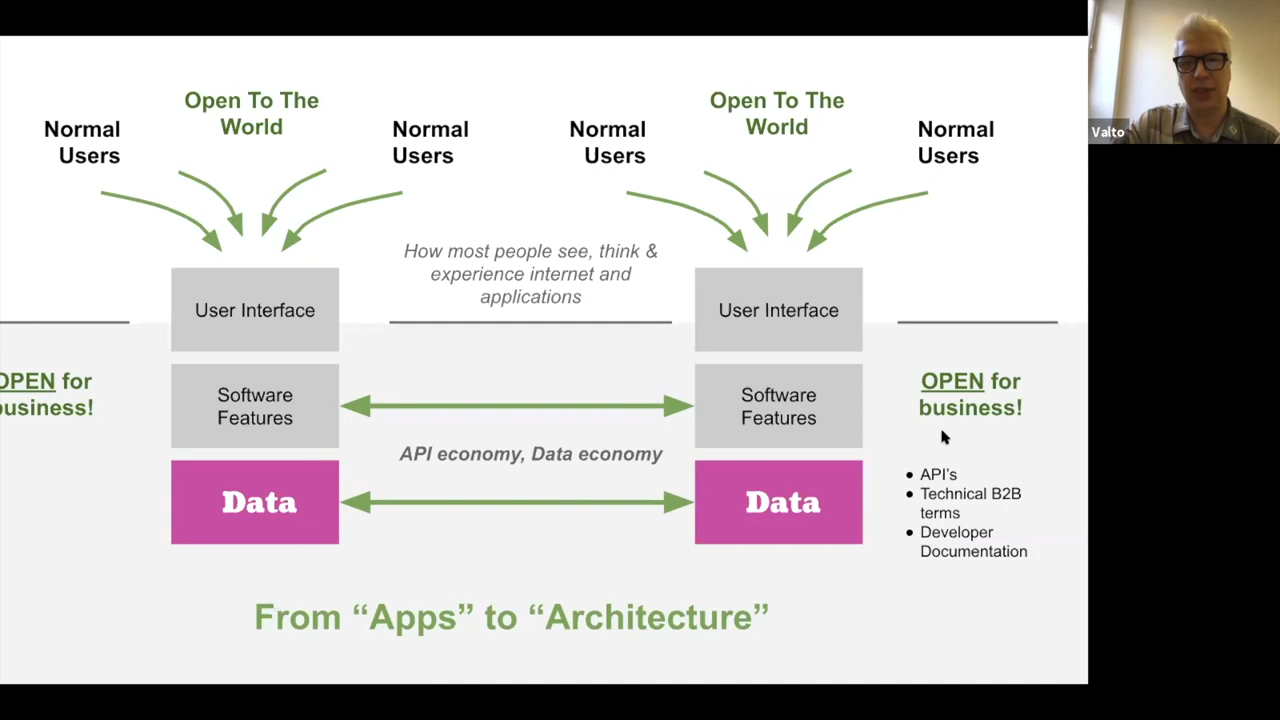 Open To The
World
Normal
Users
Normal
Users
Open To The
World
Normal
Users
Normal
Users
Valto
How most people see, think &
experience internet and
applications
User Interface
User Interface
OPEN for
business!
Software
Features
Software
Features
OPEN for
business!
API economy, Data economy
Data
Data
● API's
● Technical B2B
terms
● Developer
Documentation
From “Apps” to “Architecture”